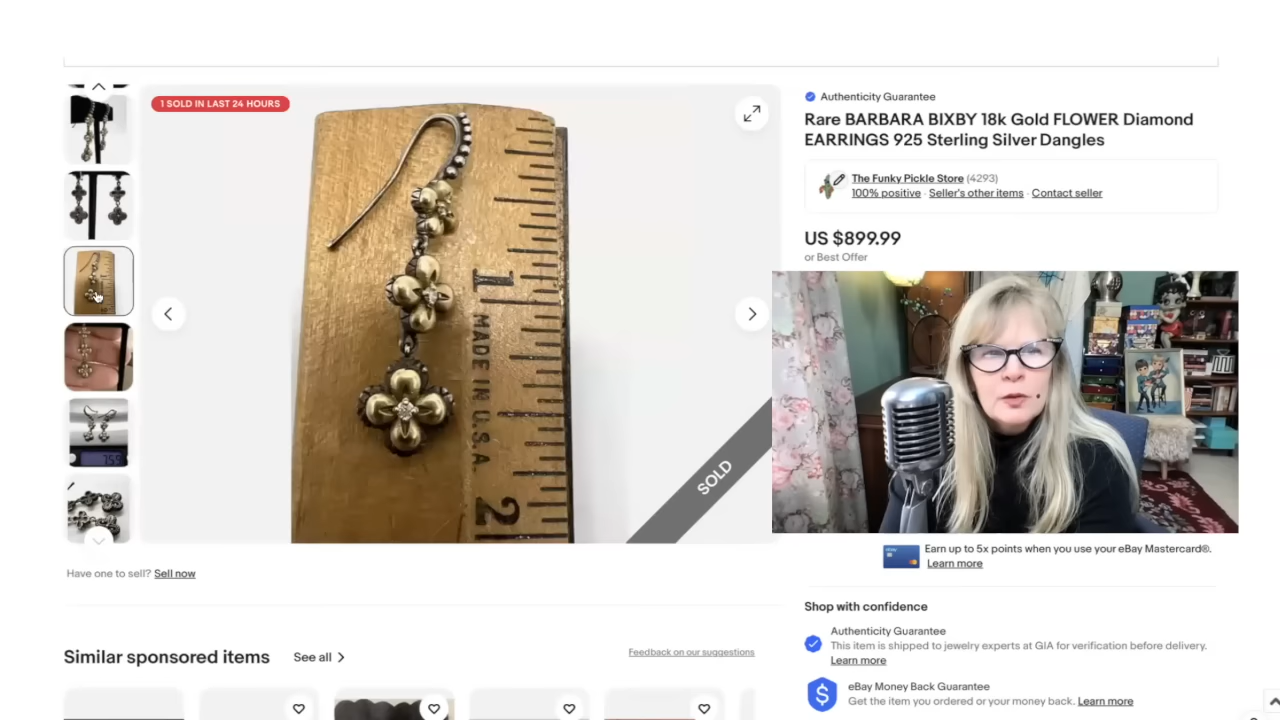 1 SOLD IN LAST 24 HOURS
Authenticity Guarantee
Rare BARBARA BIXBY 18k Gold FLOWER Diamond
EARRINGS 925 Sterling Silver Dangles
The Funky Pickle Store (4293)
100% positive · Seller's other items · Contact seller
US $899.99
or Best Offer
1
MADE IN U.S.A.
2
SOLD
759
Earn up to 5x points when you use your eBay Mastercard®.
Learn more
Have one to sell? Sell now
Shop with confidence
Authenticity Guarantee
This item is shipped to jewelry experts at GIA for verification before delivery.
Learn more
Similar sponsored items See all
Feedback on our suggestions
eBay Money Back Guarantee
Get the item you ordered or your money back. Learn more